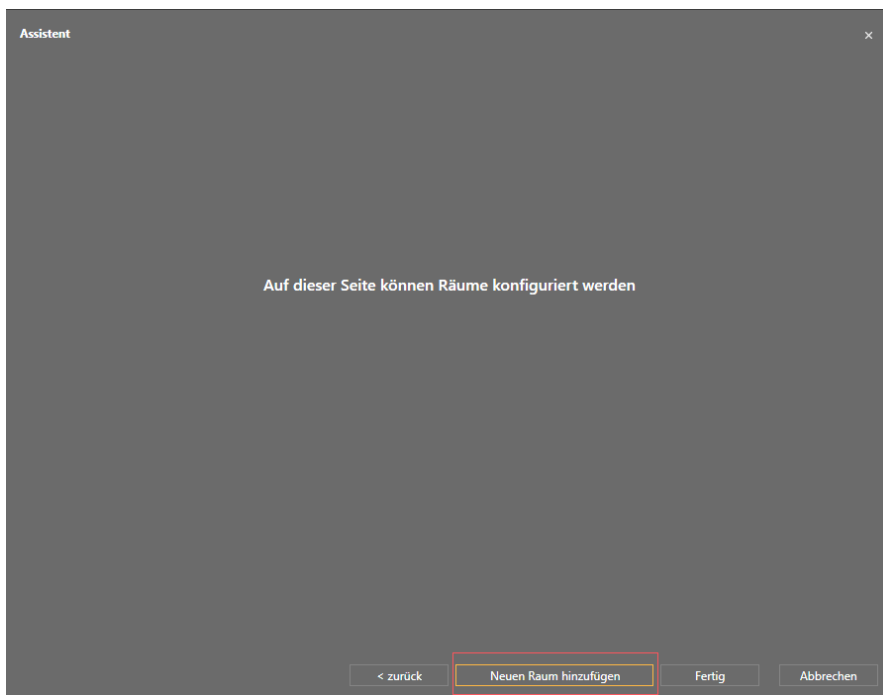 Assistent ×
Auf dieser Seite können Räume konfiguriert werden
< zurück Neuen Raum hinzufügen Fertig Abbrechen